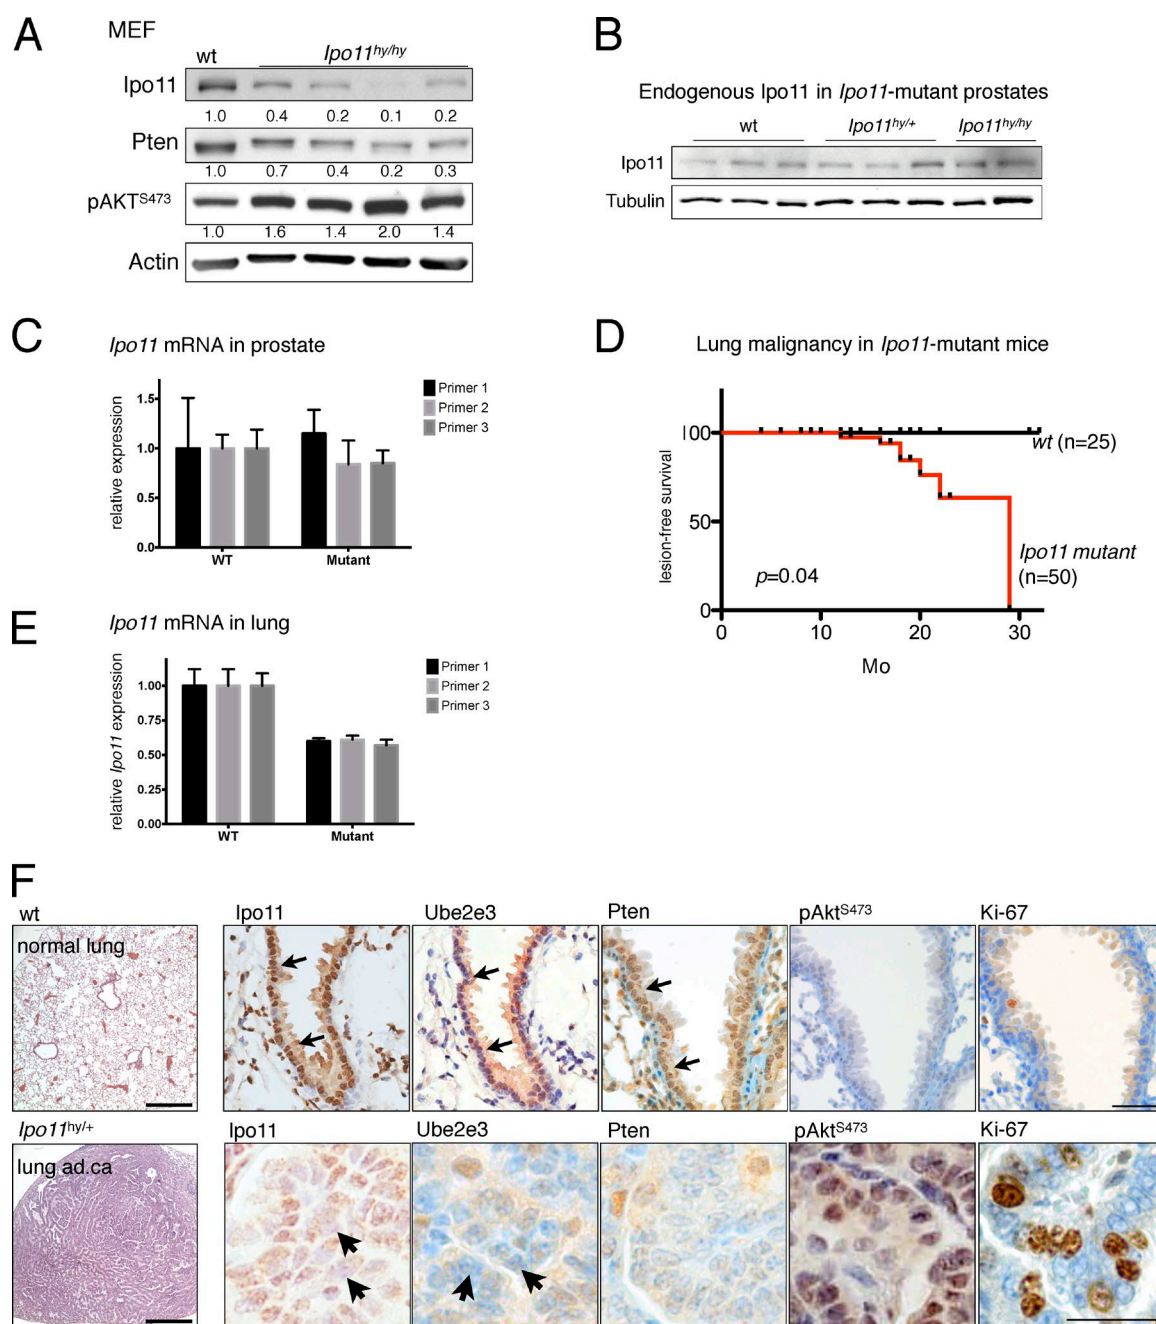 A
MEF
wt Ipo11hy/hy
Ipo11
1.0 0.4 0.2 0.1 0.2
Pten
1.0 0.7 0.4 0.2 0.3
pAKTS473
1.0 1.6 1.4 2.0 1.4
Actin
B
Endogenous Ipo11 in Ipo11-mutant prostates
wt Ipo11hy/+ Ipo11hy/hy
Ipo11
Tubulin
C
Ipo11 mRNA in prostate
relative expression
1.5
1.0
0.5
0.0
WT Mutant
Primer 1
Primer 2
Primer 3
D
Lung malignancy in Ipo11-mutant mice
lesion-free survival
100
50
0
0 10 20 30
Mo
wt (n=25)
Ipo11 mutant
(n=50)
p=0.04
E
Ipo11 mRNA in lung
relative Ipo11 expression
1.00
0.75
0.50
0.25
0.00
WT Mutant
Primer 1
Primer 2
Primer 3
F
wt Ipo11 Ube2e3 Pten pAktS473 Ki-67
normal lung
Ipo11hy/+ Ipo11 Ube2e3 Pten pAktS473 Ki-67
lung ad.ca